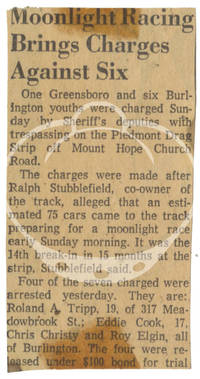 Moonlight Racing
Brings Charges
Against Six
One Greensboro and six Burl-
ington youths were charged Sun-
day by Sheriff's deputies with
trespassing on the Piedmont Drag
Strip off Mount Hope Church
Road.
The charges were made after
Ralph Stubblefield, co-owner of
the track, alleged that an esti-
mated 75 cars came to the track
preparing for a moonlight race
early Sunday morning. It was the
14th break-in in 15 months at the
strip, Stubblefield said.
Four of the seven charged were
arrested yesterday. They are:
Roland A. Tripp, 19, of 317 Mea-
dowbrook St.; Eddie Cook, 17,
Chris Christy and Roy Elgin, all
of Burlington. The four were re-
leased under $100 bond for trial